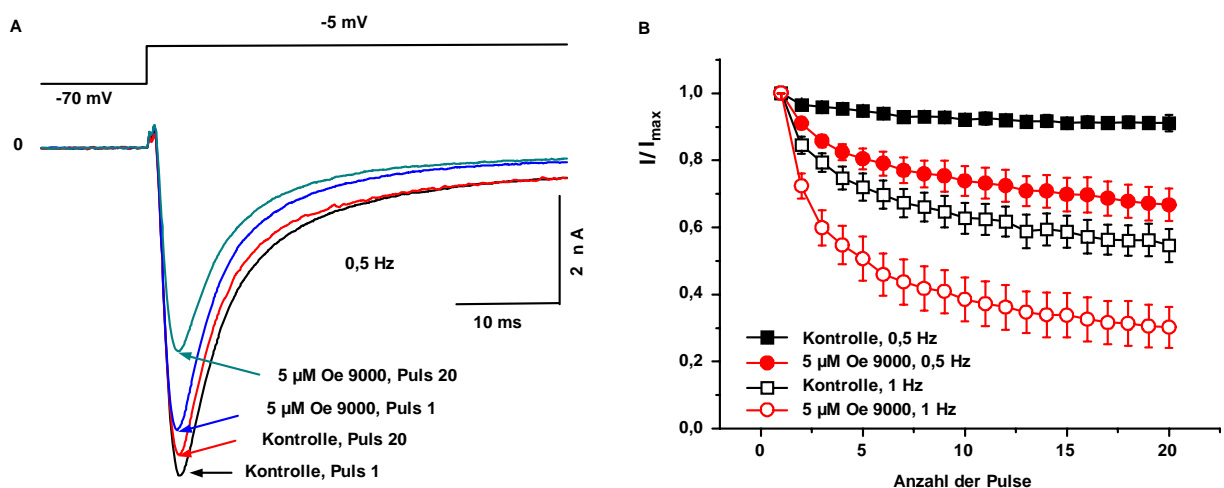 A
-5 mV
-70 mV
0
0,5 Hz
2 nA
10 ms
5 µM Oe 9000, Puls 20
5 µM Oe 9000, Puls 1
Kontrolle, Puls 20
Kontrolle, Puls 1
B
I/ Imax
1,0
0,8
0,6
0,4
0,2
0,0
Kontrolle, 0,5 Hz
5 µM Oe 9000, 0,5 Hz
Kontrolle, 1 Hz
5 µM Oe 9000, 1 Hz
0 5 10 15 20
Anzahl der Pulse